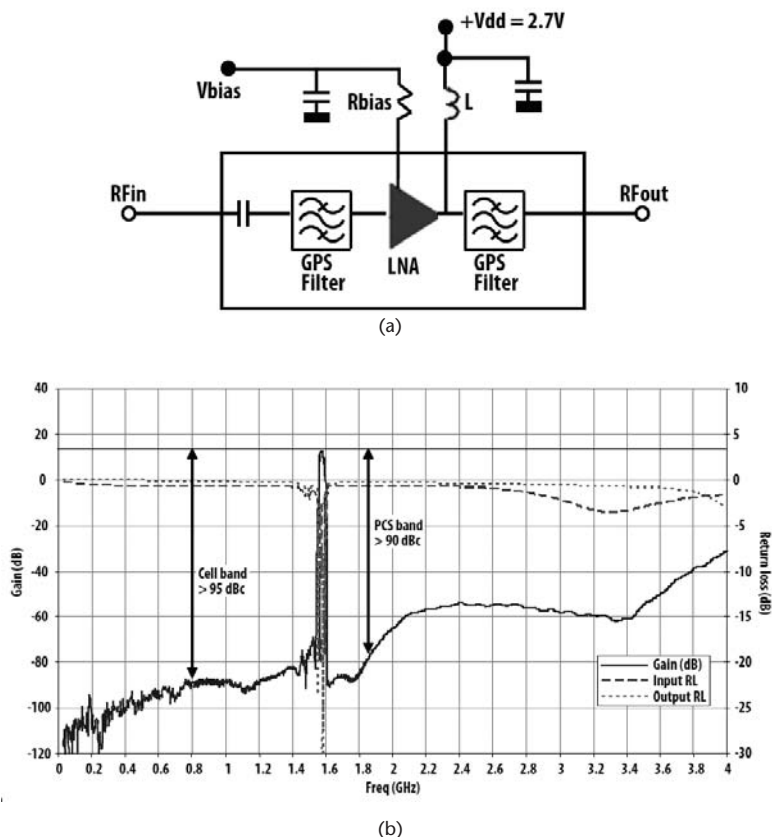 +Vdd = 2.7V
Vbias
Rbias
L
RFin
RFout
GPS
Filter
LNA
GPS
Filter
(a)
40
20
0
-20
-40
-60
-80
-100
-120
Gain (dB)
10
5
0
-5
-10
-15
-20
-25
-30
Return loss (dB)
Cell band
> 95 dBc
PCS band
> 90 dBc
Gain (dB)
Input RL
Output RL
0 0.2 0.4 0.6 0.8 1 1.2 1.4 1.6 1.8 2 2.2 2.4 2.6 2.8 3 3.2 3.4 3.6 3.8 4
Freq (GHz)
(b)